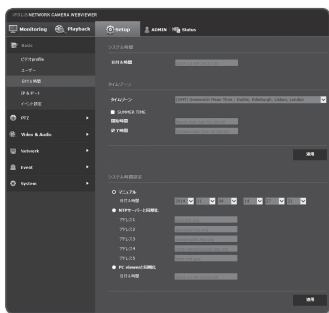 NETWORK CAMERA WEBVIEWER
Monitoring
Playback
Setup
ADMIN
Status
Basic
ビデオprofile
ユーザー
日付&時間
IP &ポート
イベント設定
PTZ
Video & Audio
Network
Event
System
システム時間
日付&時間
タイムゾーン
タイムゾーン
(GMT) Greenwich Mean Time : Dublin, Edinburgh, Lisbon, London
SUMMER TIME
開始時間
終了時間
適用
システム時間設定
マニュアル
日付&時間
NTPサーバーと同期化
アドレス1
アドレス2
アドレス3
アドレス4
アドレス5
PC viewerと同期化
日付&時間
適用